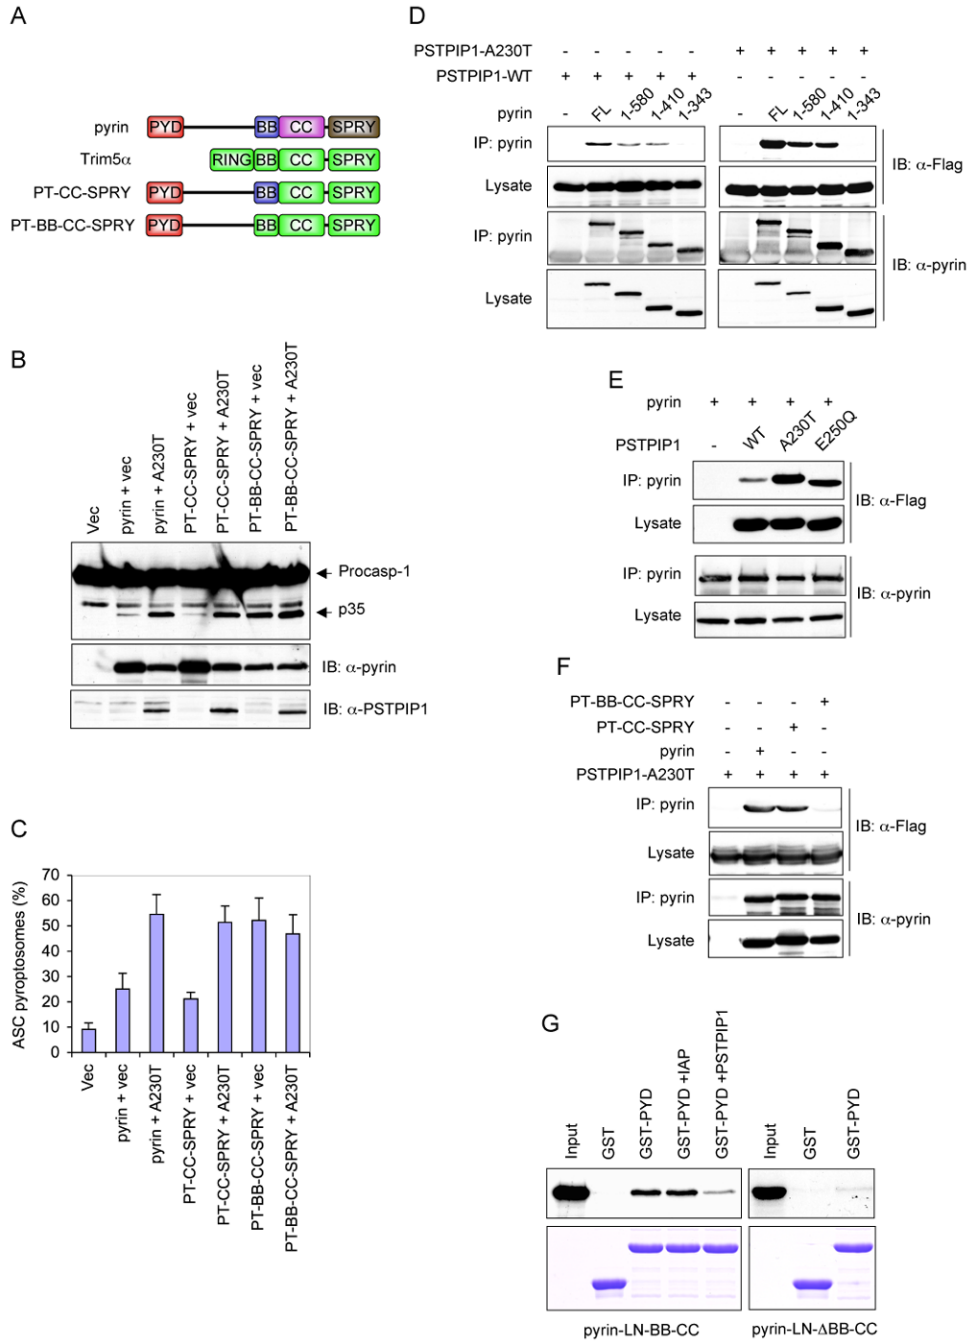 A
pyrin PYD BB CC SPRY
Trim5α RING BB CC SPRY
PT-CC-SPRY PYD BB CC SPRY
PT-BB-CC-SPRY PYD BB CC SPRY
B
Vec
pyrin + vec
pyrin + A230T
PT-CC-SPRY + vec
PT-CC-SPRY + A230T
PT-BB-CC-SPRY + vec
PT-BB-CC-SPRY + A230T
Procasp-1
p35
IB: α-pyrin
IB: α-PSTPIP1
C
ASC pyroptosomes (%)
70
60
50
40
30
20
10
0
Vec
pyrin + vec
pyrin + A230T
PT-CC-SPRY + vec
PT-CC-SPRY + A230T
PT-BB-CC-SPRY + vec
PT-BB-CC-SPRY + A230T
D
PSTPIP1-A230T - - - - - + + + + +
PSTPIP1-WT + + + + + - - - - -
pyrin - FL 1-580 1-410 1-343 - FL 1-580 1-410 1-343
IP: pyrin
Lysate
IB: α-Flag
IP: pyrin
Lysate
IB: α-pyrin
E
pyrin + + + +
PSTPIP1 - WT A230T E250Q
IP: pyrin
Lysate
IB: α-Flag
IP: pyrin
Lysate
IB: α-pyrin
F
PT-BB-CC-SPRY - - - +
PT-CC-SPRY - - + -
pyrin - + - -
PSTPIP1-A230T + + + +
IP: pyrin
Lysate
IB: α-Flag
IP: pyrin
Lysate
IB: α-pyrin
G
Input
GST
GST-PYD
GST-PYD +IAP
GST-PYD +PSTPIP1
Input
GST
GST-PYD
pyrin-LN-BB-CC
pyrin-LN-ΔBB-CC